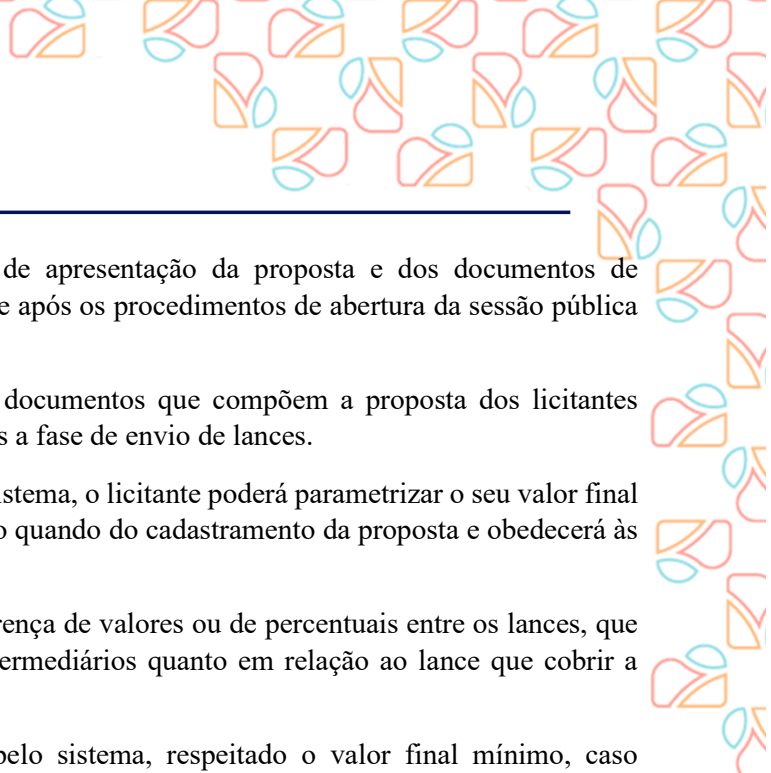 de apresentação da proposta e dos documentos de
e após os procedimentos de abertura da sessão pública
documentos que compõem a proposta dos licitantes
s a fase de envio de lances.
istema, o licitante poderá parametrizar o seu valor final
o quando do cadastramento da proposta e obedecerá às
rença de valores ou de percentuais entre os lances, que
termediários quanto em relação ao lance que cobrir a
pelo sistema, respeitado o valor final mínimo, caso